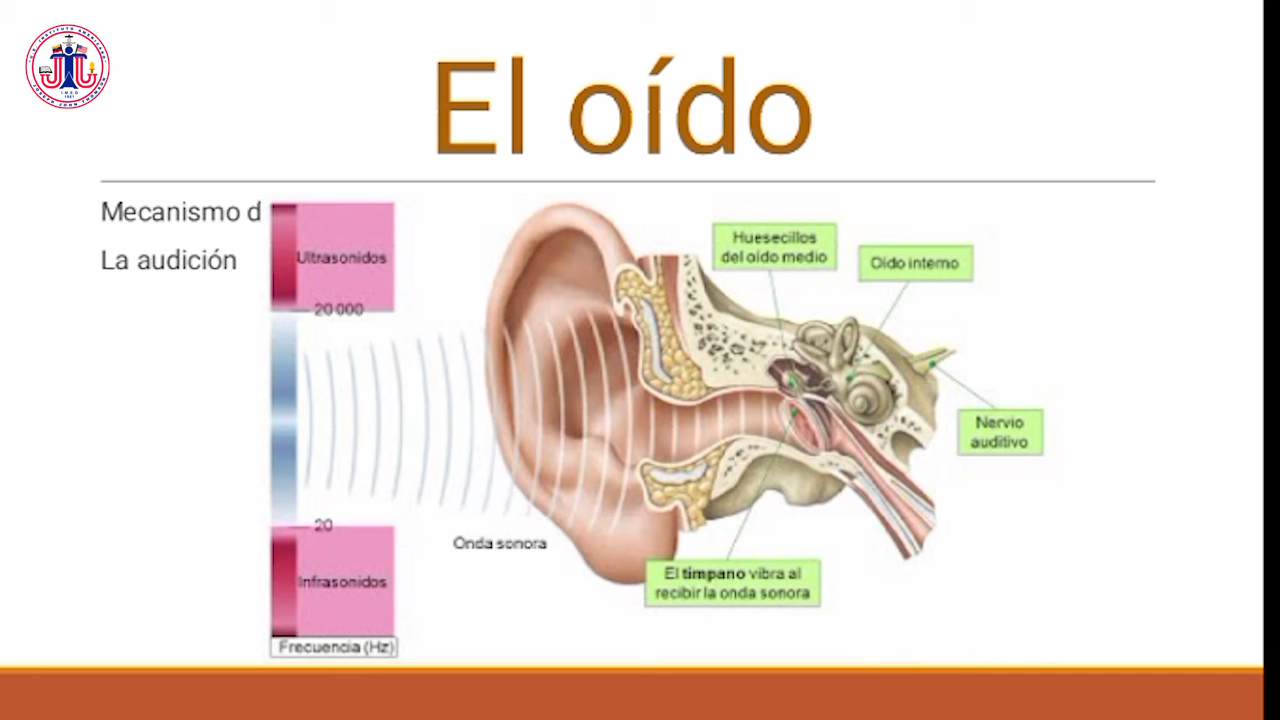 El oído
Mecanismo d
La audición
Ultrasonidos
20 000
20
Infrasonidos
Frecuencia (Hz)
Onda sonora
Huesecillos
del oído medio
Oído interno
Nervio
auditivo
El tímpano vibra al
recibir la onda sonora